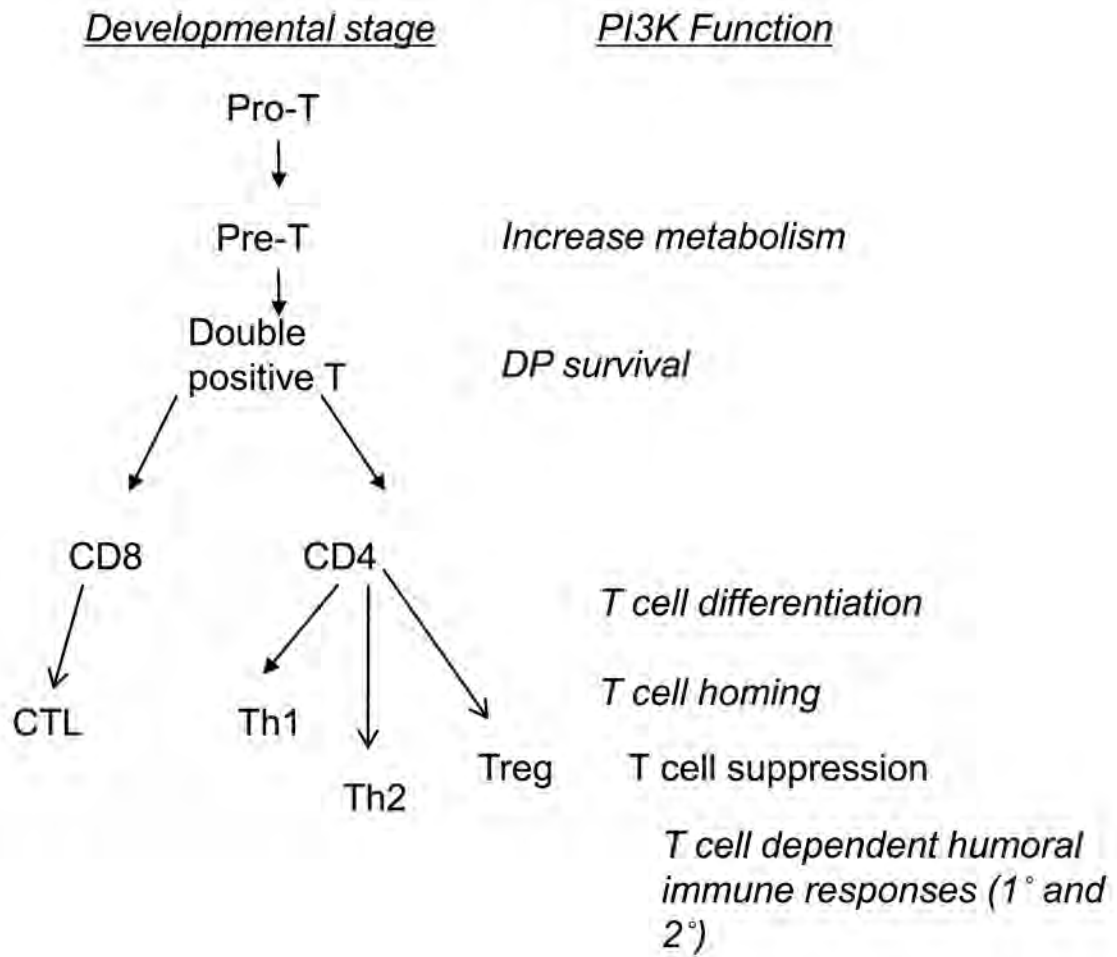 Developmental stage PI3K Function
Pro-T
Pre-T Increase metabolism
Double
positive T DP survival
CD8 CD4
T cell differentiation
T cell homing
CTL Th1
Treg T cell suppression
Th2
T cell dependent humoral
immune responses (1° and
2°)